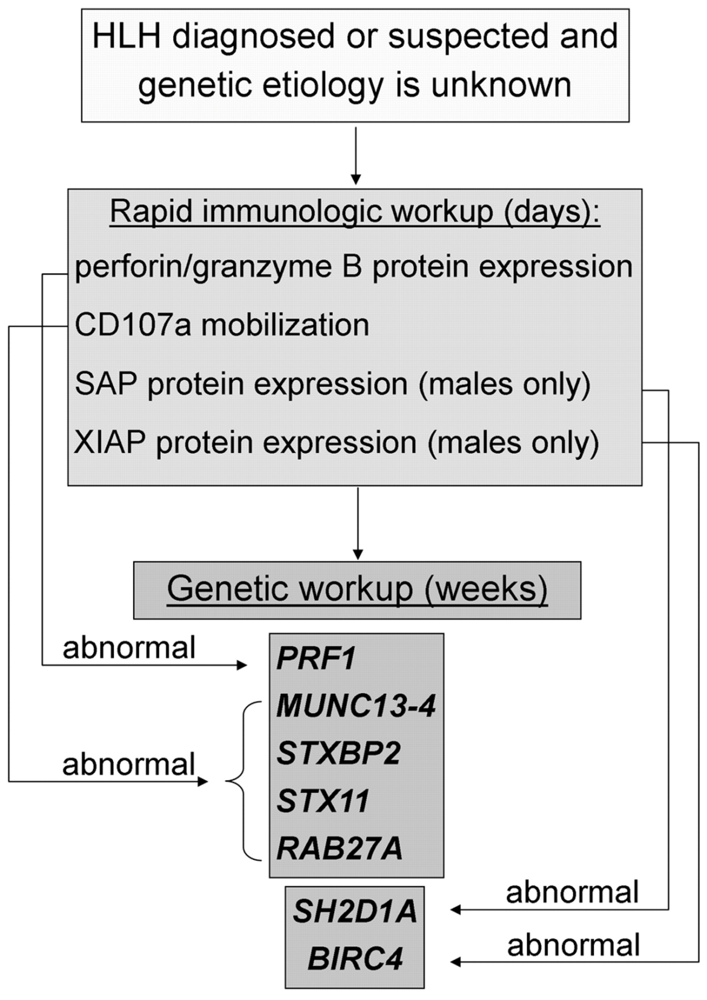 HLH diagnosed or suspected and
genetic etiology is unknown
Rapid immunologic workup (days):
perforin/granzyme B protein expression
CD107a mobilization
SAP protein expression (males only)
XIAP protein expression (males only)
Genetic workup (weeks)
abnormal
PRF1
MUNC13-4
STXBP2
abnormal
STX11
RAB27A
abnormal
SH2D1A
abnormal
BIRC4